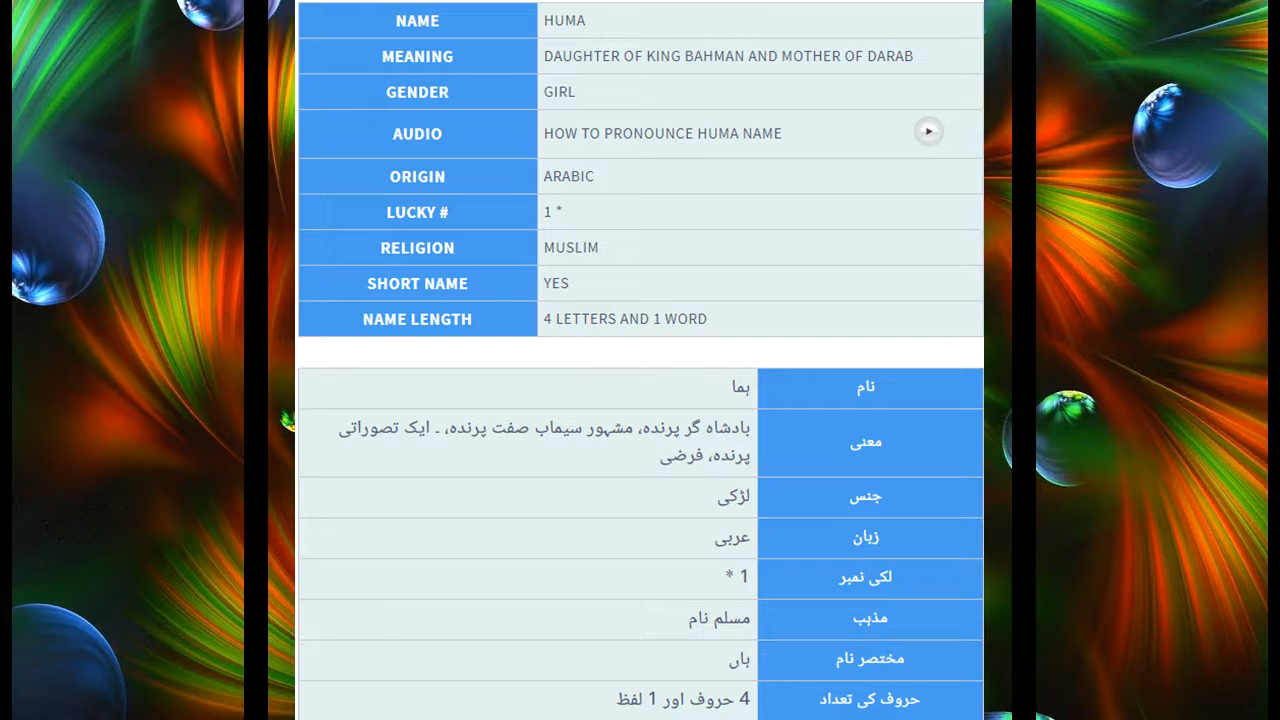 NAME HUMA
MEANING DAUGHTER OF KING BAHMAN AND MOTHER OF DARAB
GENDER GIRL
AUDIO HOW TO PRONOUNCE HUMA NAME
ORIGIN ARABIC
LUCKY # 1 *
RELIGION MUSLIM
SHORT NAME YES
NAME LENGTH 4 LETTERS AND 1 WORD
نام ہما
معنی بادشاہ گر پرندہ، مشہور سیماب صفت پرندہ، ۔ ایک تصوراتی
پرندہ، فرضی
جنس لڑکی
زبان عربی
لکی نمبر 1 *
مذہب مسلم نام
مختصر نام ہاں
حروف کی تعداد 4 حروف اور 1 لفظ